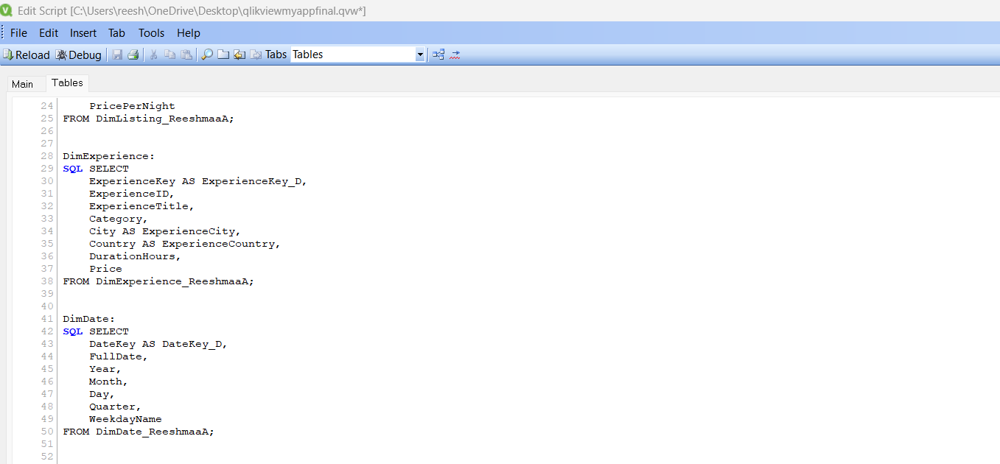 Edit Script [C:\Users\reesh\OneDrive\Desktop\qlikviewmyappfinal.qvw*]
File Edit Insert Tab Tools Help
Reload Debug Tabs Tables
Main Tables
24 PricePerNight
25 FROM DimListing_ReeshmaaA;
26
27
28 DimExperience:
29 SQL SELECT
30 ExperienceKey AS ExperienceKey_D,
31 ExperienceID,
32 ExperienceTitle,
33 Category,
34 City AS ExperienceCity,
35 Country AS ExperienceCountry,
36 DurationHours,
37 Price
38 FROM DimExperience_ReeshmaaA;
39
40
41 DimDate:
42 SQL SELECT
43 DateKey AS DateKey_D,
44 FullDate,
45 Year,
46 Month,
47 Day,
48 Quarter,
49 WeekdayName
50 FROM DimDate_ReeshmaaA;
51
52